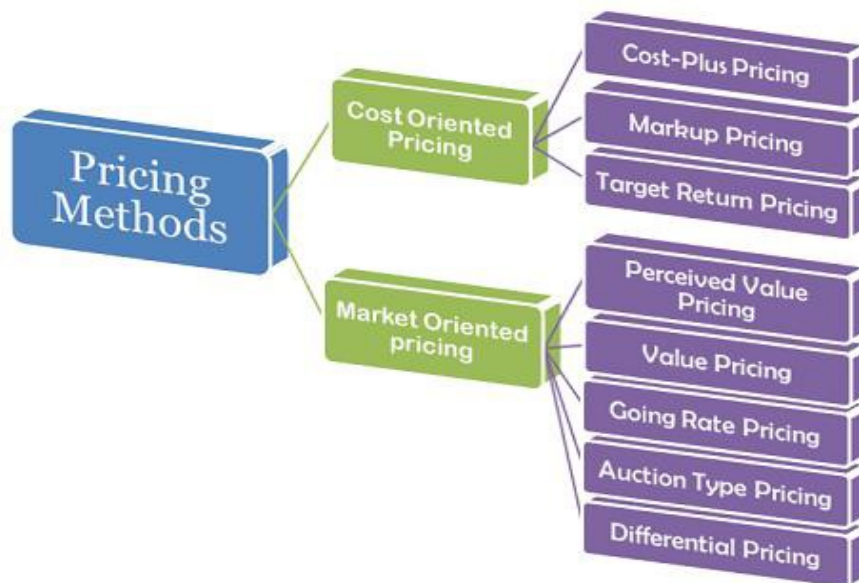 Pricing
Methods
Cost Oriented
Pricing
Cost-Plus Pricing
Markup Pricing
Target Return Pricing
Market Oriented
pricing
Perceived Value
Pricing
Value Pricing
Going Rate Pricing
Auction Type Pricing
Differential Pricing